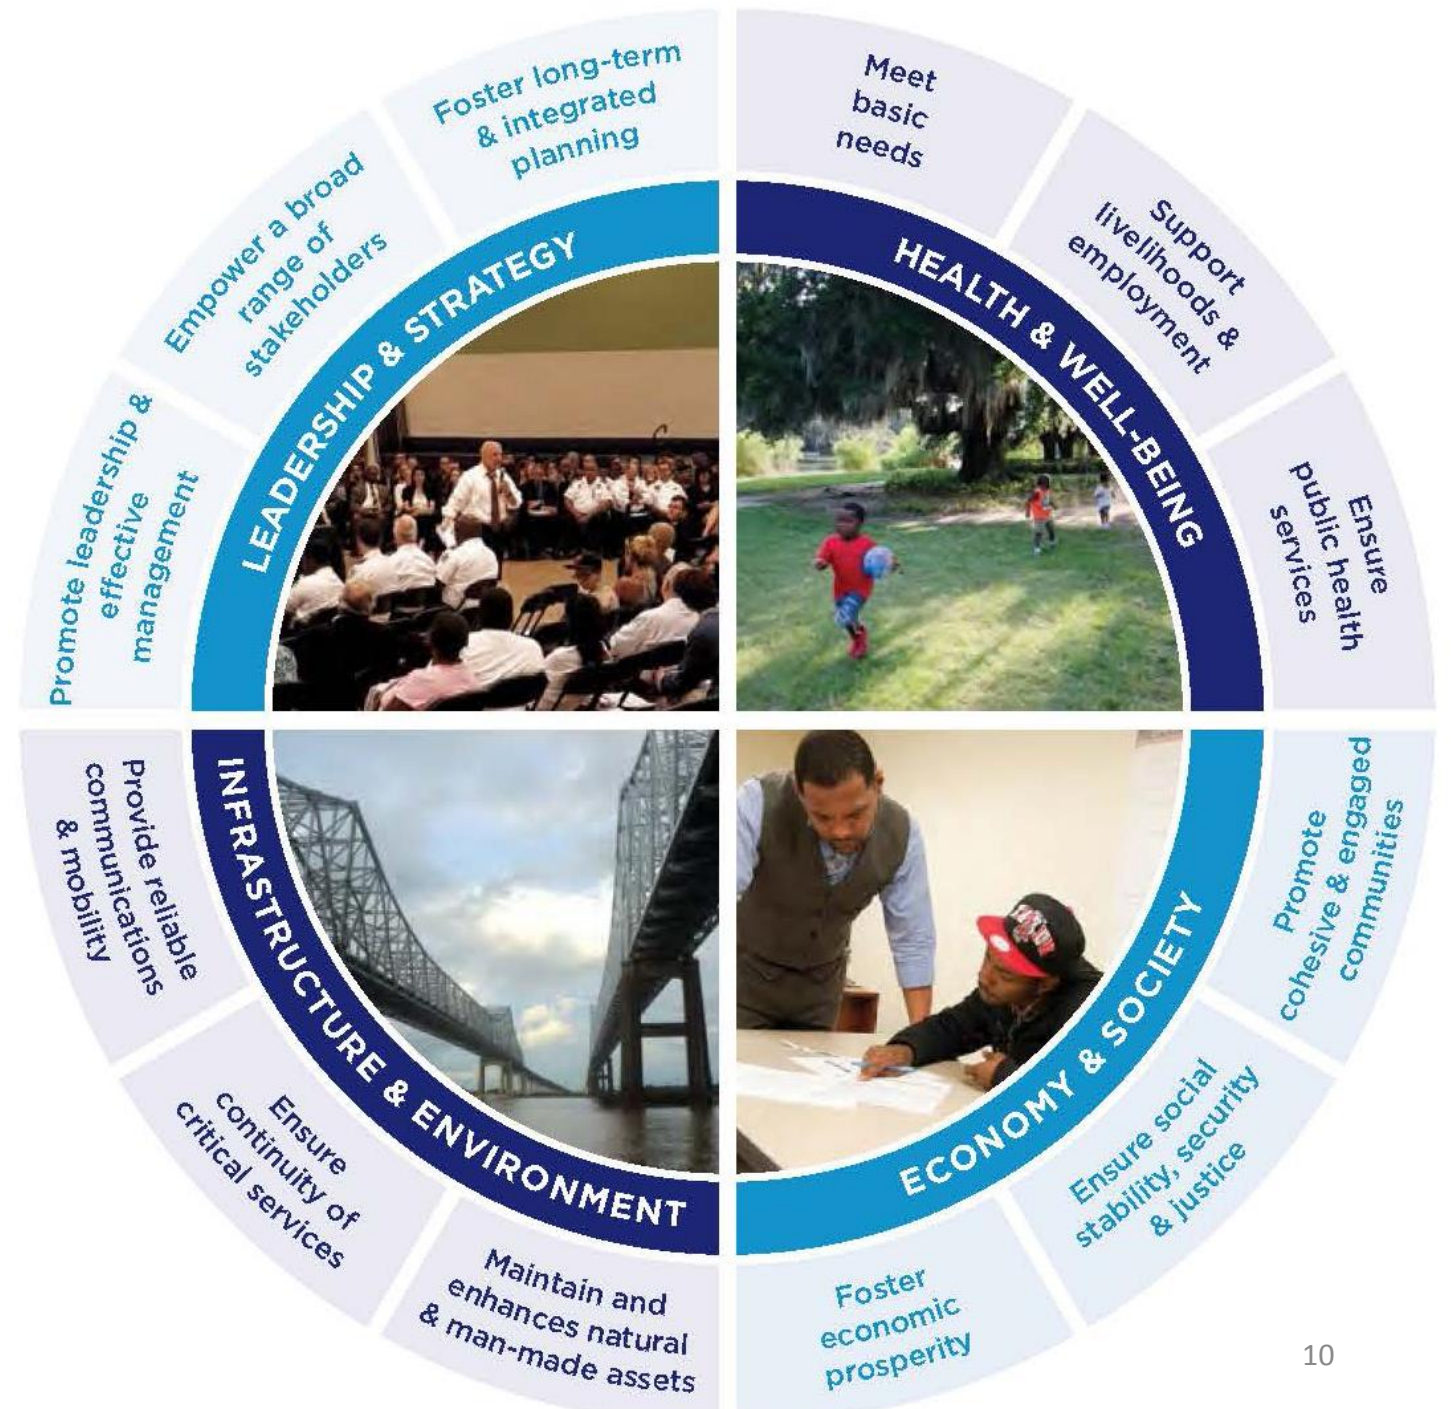 Foster long-term
& integrated
planning
Empower a broad
range of
stakeholders
Promote leadership &
effective
management
LEADERSHIP & STRATEGY
Meet
basic
needs
Support
livelihoods &
employment
Ensure
public health
services
HEALTH & WELL-BEING
Provide reliable
communications
& mobility
Ensure
continuity of
critical services
Maintain and
enhances natural
& man-made assets
INFRASTRUCTURE & ENVIRONMENT
Promote
cohesive & engaged
communities
Ensure social
stability, security
& justice
Foster
economic
prosperity
ECONOMY & SOCIETY
10